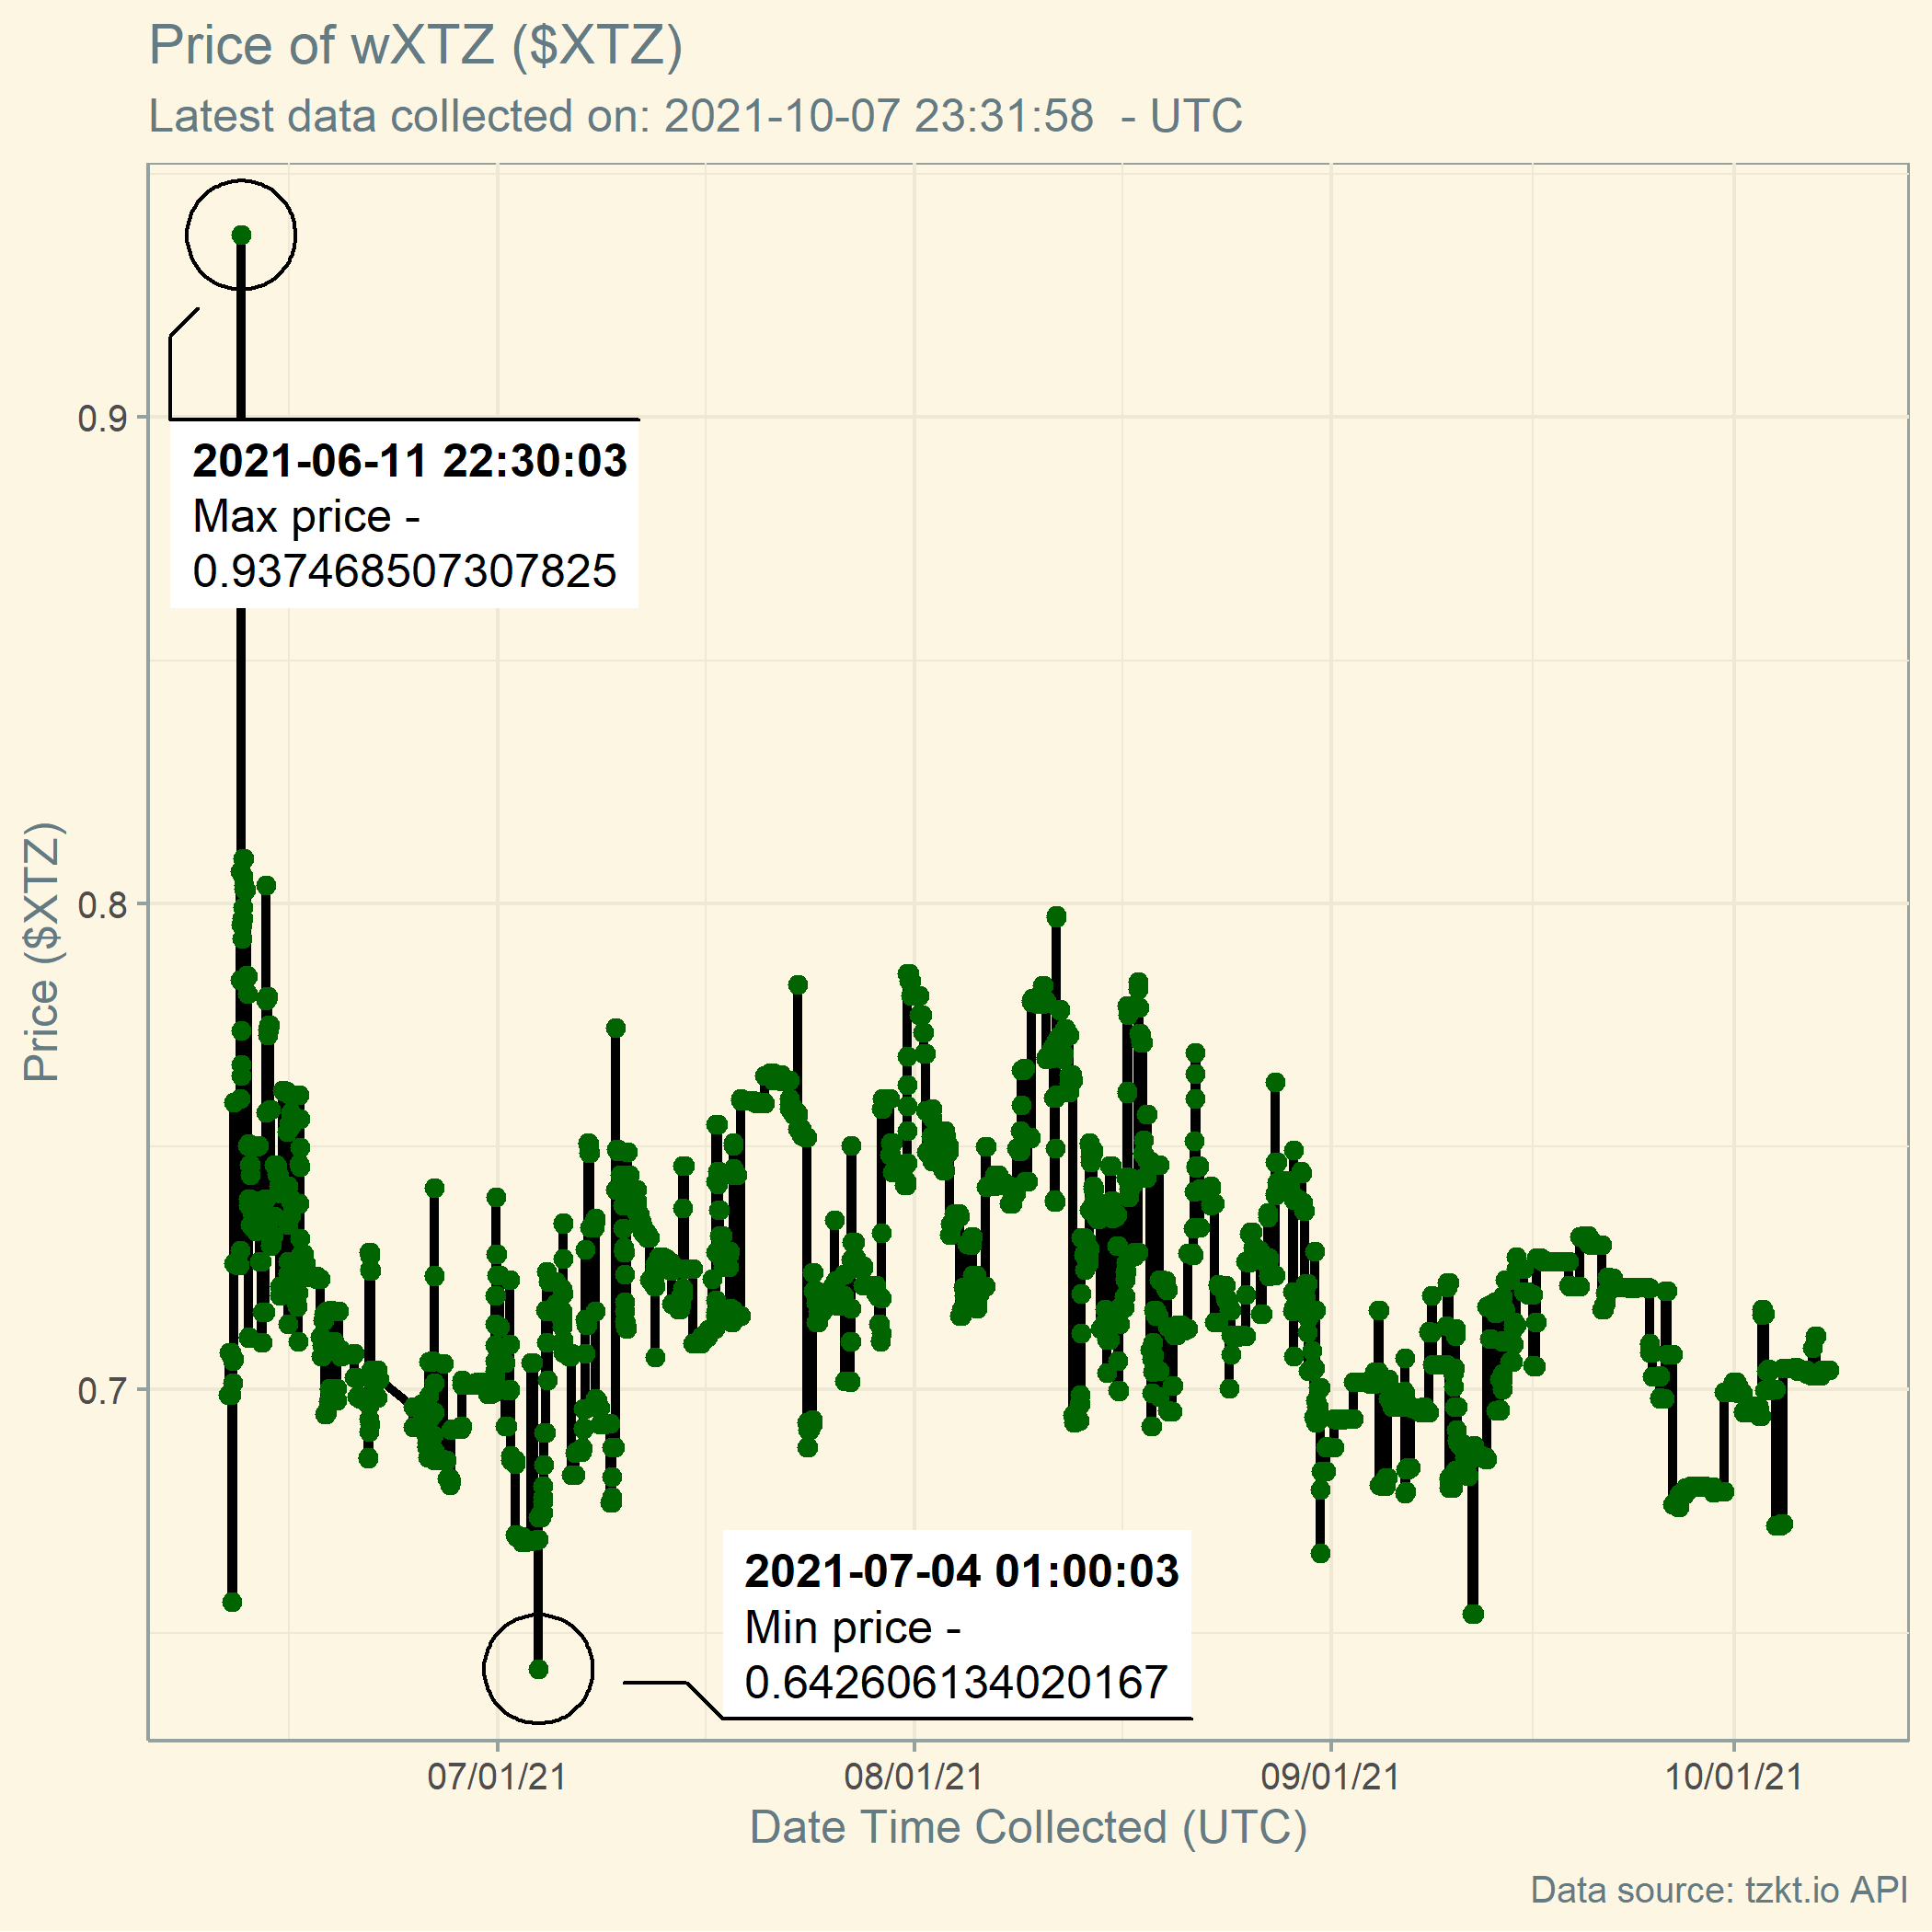 Price of wXTZ ($XTZ)
Latest data collected on: 2021-10-07 23:31:58  - UTC
Price ($XTZ)
0.9
0.8
0.7
2021-06-11 22:30:03
Max price -
0.937468507307825
2021-07-04 01:00:03
Min price -
0.642606134020167
07/01/21
08/01/21
09/01/21
10/01/21
Date Time Collected (UTC)
Data source: tzkt.io API